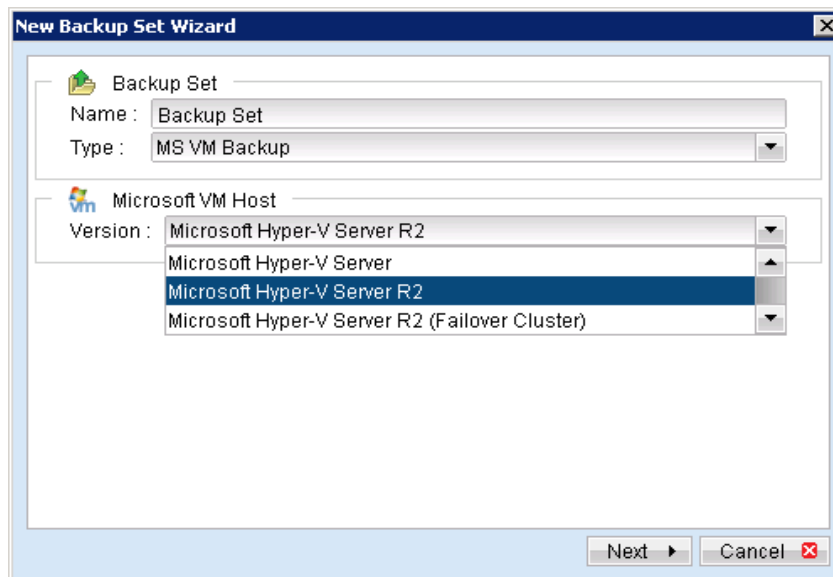 New Backup Set Wizard
Backup Set
Name : Backup Set
Type : MS VM Backup
vm Microsoft VM Host
Version : Microsoft Hyper-V Server R2
Microsoft Hyper-V Server
Microsoft Hyper-V Server R2
Microsoft Hyper-V Server R2 (Failover Cluster)
Next Cancel